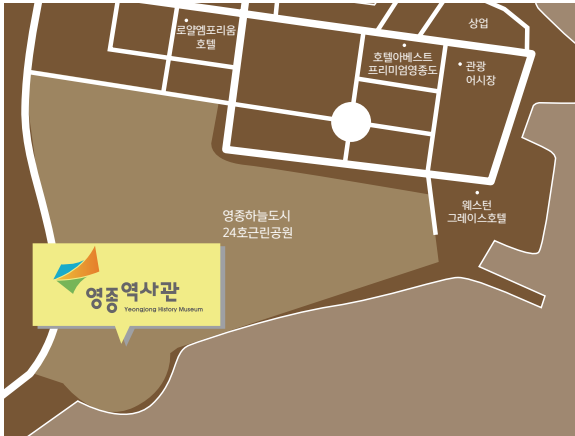 상업
로얄엠포리움
호텔
호텔아베스트
프리미엄영종도
관광
어시장
웨스턴
그레이스호텔
영종하늘도시
24호근린공원
영종역사관
Yeongjong History Museum